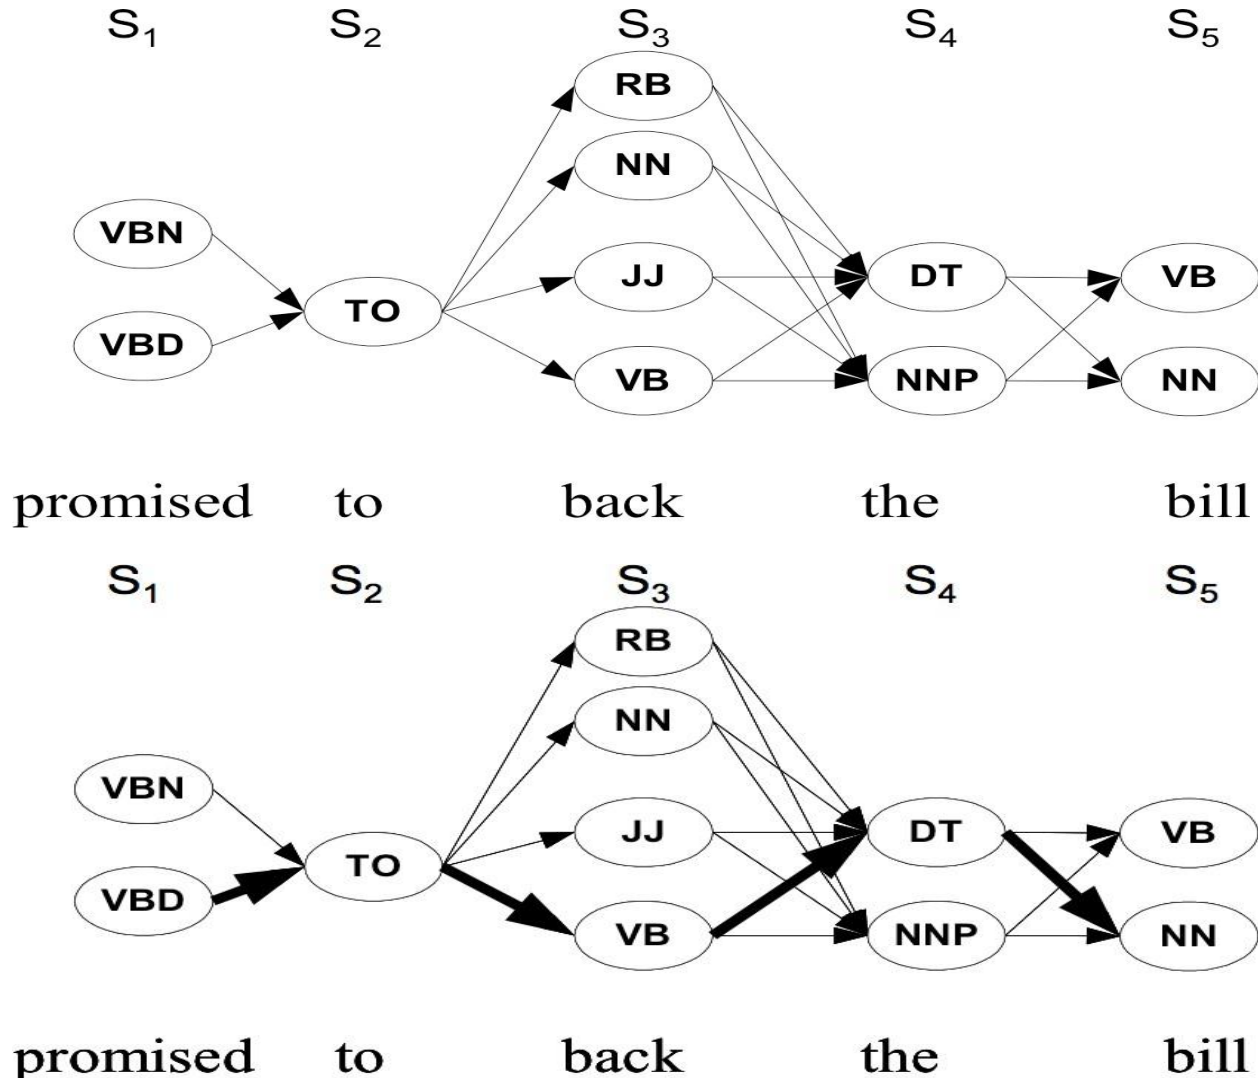 S₁ S₂ S₃ S₄ S₅
RB
NN
VBN
JJ DT VB
TO
VBD
VB NNP NN
promised to back the bill
S₁ S₂ S₃ S₄ S₅
RB
NN
VBN
JJ DT VB
TO
VBD
VB NNP NN
promised to back the bill